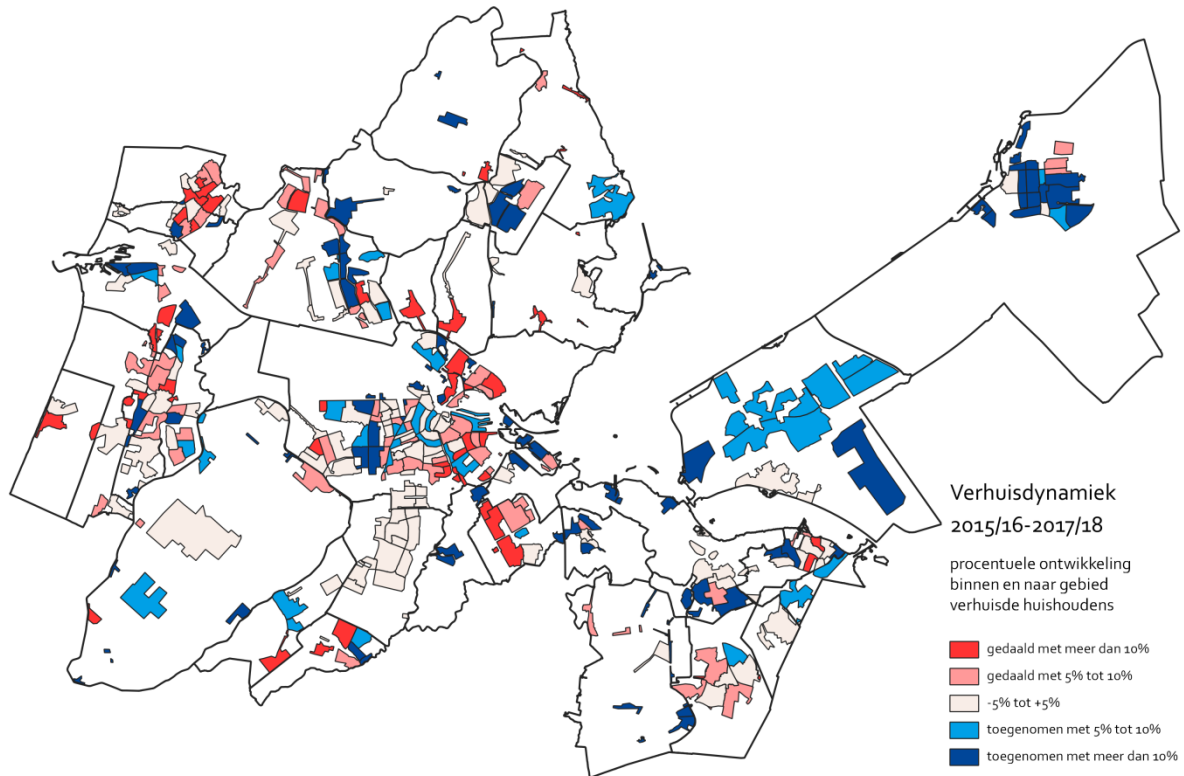 Verhuisdynamiek
2015/16-2017/18
procentuele ontwikkeling
binnen en naar gebied
verhuisde huishoudens
gedaald met meer dan 10%
gedaald met 5% tot 10%
-5% tot +5%
toegenomen met 5% tot 10%
toegenomen met meer dan 10%